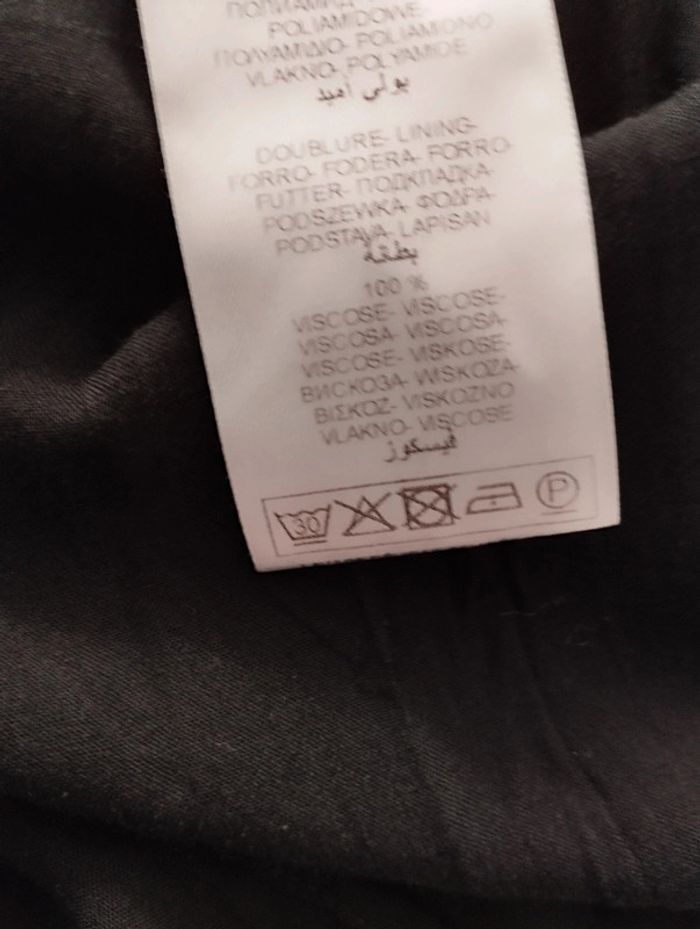 POLIAMIDOWE
ΠΟΛΥΑΜΙΔΙΟ- POLIAMIDNO
VLAKNO- POLYAMIDE
بولي أميد
DOUBLURE- LINING-
FORRO- FODERA- FORRO-
FUTTER- ПОДКЛАДКА-
PODSZEWKA- ΦΟΔΡΑ-
PODSTAVA- LAPISAN
بطانة
100 %
VISCOSE- VISCOSE-
VISCOSA- VISCOSA-
VISCOSE- VISKOSE-
ВИСКОЗА- WISKOZA-
ΒΙΣΚΟΖ- VISKOZNO
VLAKNO- VISCOSE
فيسكوز
30 P